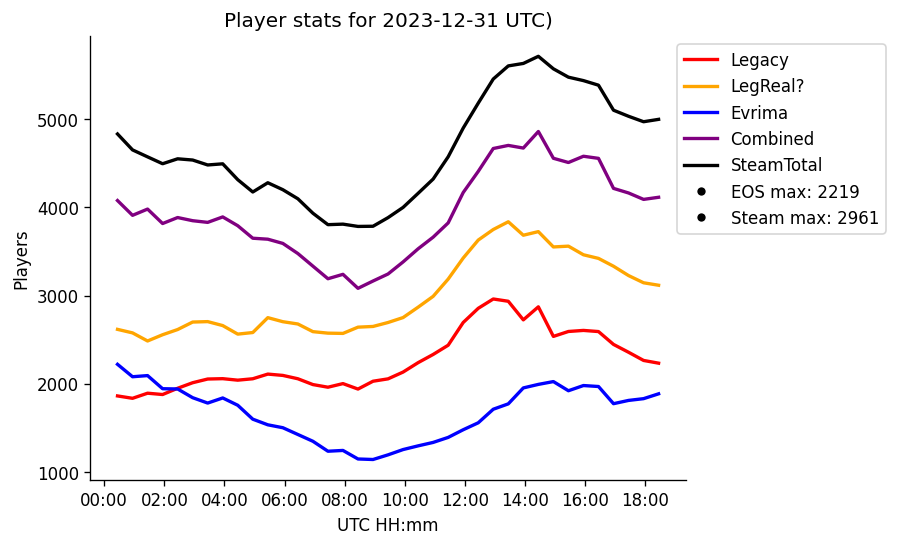 Player stats for 2023-12-31 UTC)
Legacy
LegReal?
Evrima
Combined
SteamTotal
EOS max: 2219
Steam max: 2961
Players
5000
4000
3000
2000
1000
00:00 02:00 04:00 06:00 08:00 10:00 12:00 14:00 16:00 18:00
UTC HH:mm